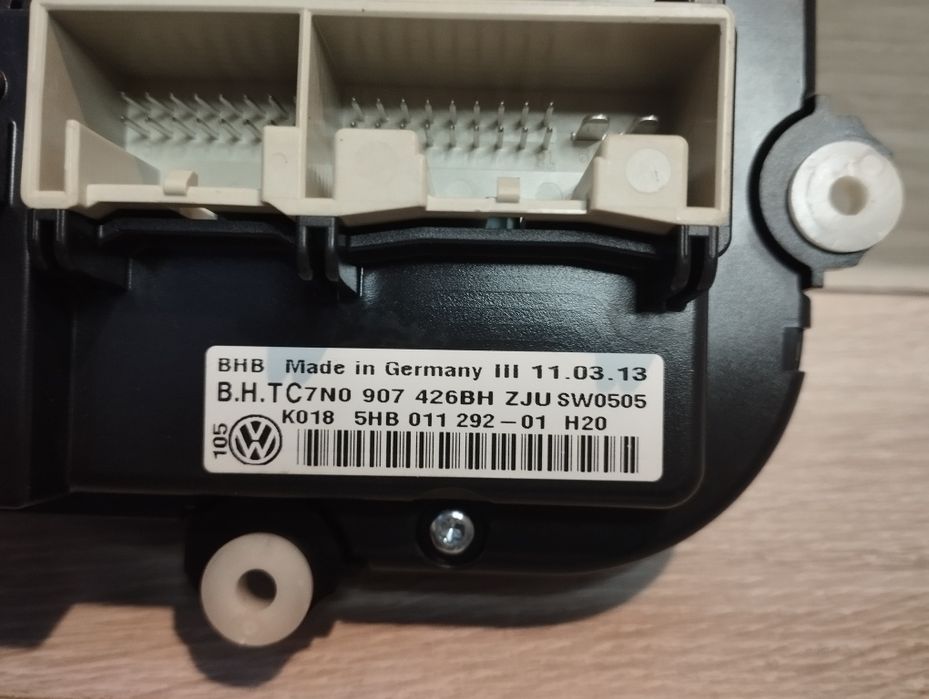 BHB Made in Germany III 11.03.13
B.H.TC7N0 907 426BH ZJU SW0505
K018 5HB 011 292-01 H20
105